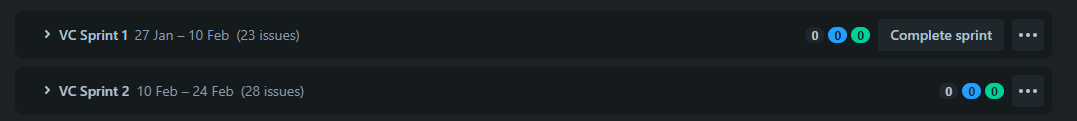 VC Sprint 1 27 Jan – 10 Feb (23 issues) 0 0 0 Complete sprint
VC Sprint 2 10 Feb – 24 Feb (28 issues) 0 0 0